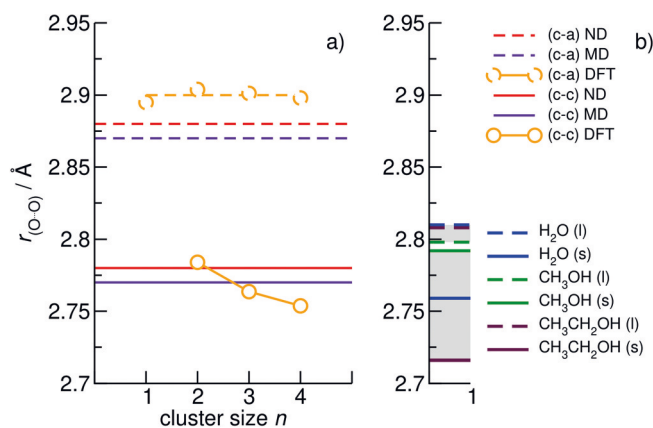 2.95
2.9
2.85
2.8
2.75
2.7
r(O··O) / Å
1 2 3 4
cluster size n
a)
2.95
2.9
2.85
2.8
2.75
2.7
1
b)
(c-a) ND
(c-a) MD
(c-a) DFT
(c-c) ND
(c-c) MD
(c-c) DFT
H₂O (l)
H₂O (s)
CH₃OH (l)
CH₃OH (s)
CH₃CH₂OH (l)
CH₃CH₂OH (s)